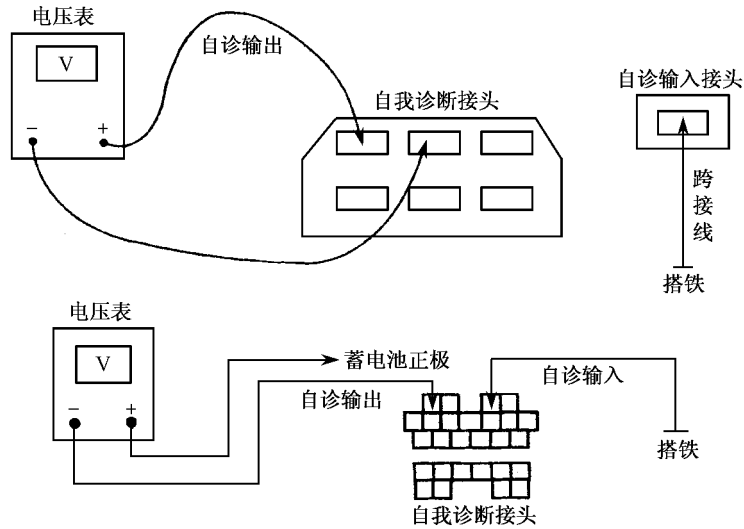 电压表
V
− +
自诊输出
自我诊断接头
自诊输入接头
跨接线
搭铁
电压表
V
− +
蓄电池正极
自诊输出
自诊输入
搭铁
自我诊断接头